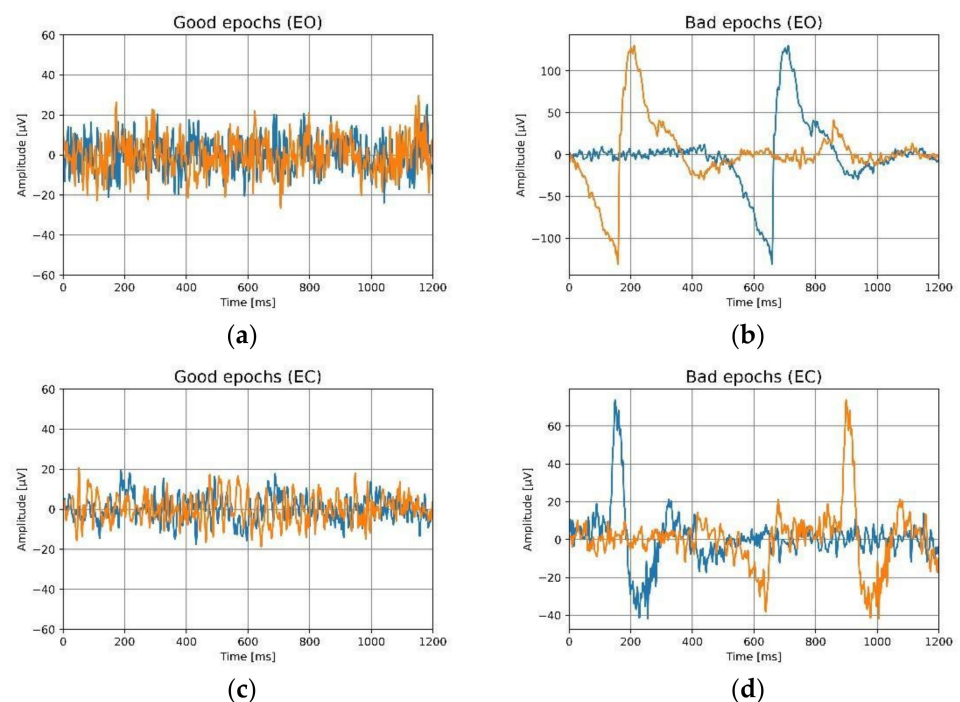 Good epochs (EO)
60
40
20
0
−20
−40
−60
Amplitude [µV]
0 200 400 600 800 1000 1200
Time [ms]
(a)
Bad epochs (EO)
100
50
0
−50
−100
Amplitude [µV]
0 200 400 600 800 1000 1200
Time [ms]
(b)
Good epochs (EC)
60
40
20
0
−20
−40
−60
Amplitude [µV]
0 200 400 600 800 1000 1200
Time [ms]
(c)
Bad epochs (EC)
60
40
20
0
−20
−40
Amplitude [µV]
0 200 400 600 800 1000 1200
Time [ms]
(d)